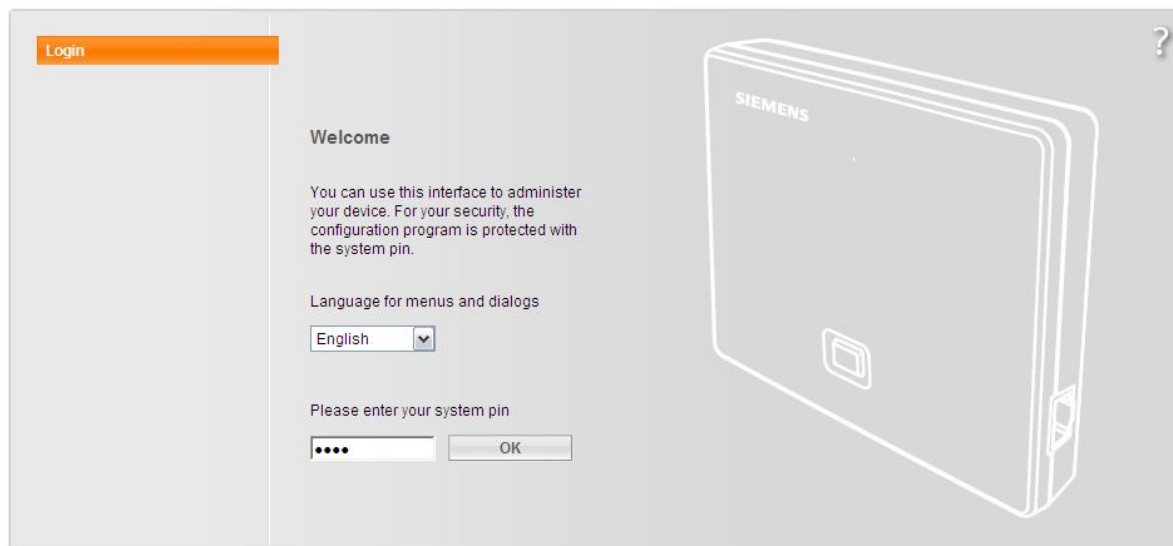 Login
?
SIEMENS
Welcome
You can use this interface to administer
your device. For your security, the
configuration program is protected with
the system pin.
Language for menus and dialogs
English
Please enter your system pin
••••
OK